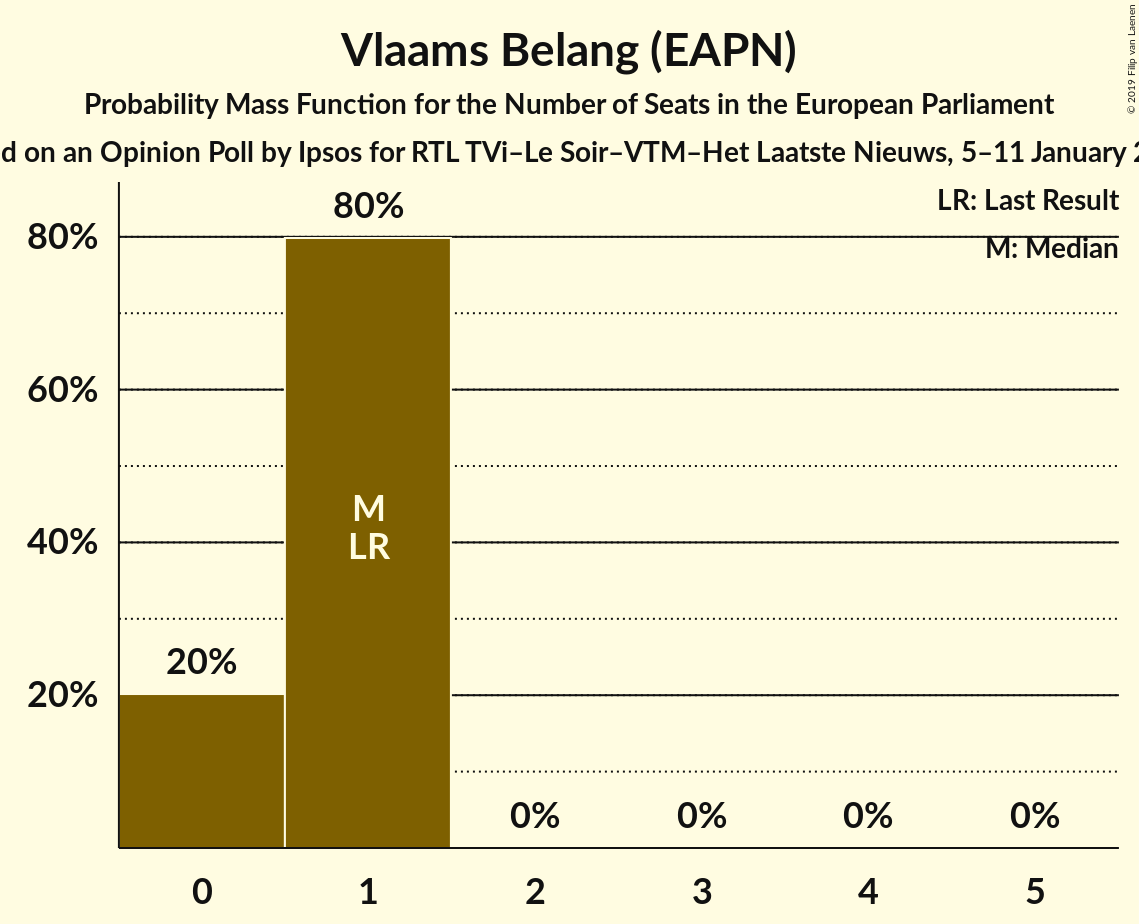 Vlaams Belang (EAPN)
Probability Mass Function for the Number of Seats in the European Parliament
d on an Opinion Poll by Ipsos for RTL TVi–Le Soir–VTM–Het Laatste Nieuws, 5–11 January
© 2019 Filip van Laenen
LR: Last Result
M: Median
80%
60%
40%
20%
20%
80%
M
LR
0%
0%
0%
0%
0 1 2 3 4 5